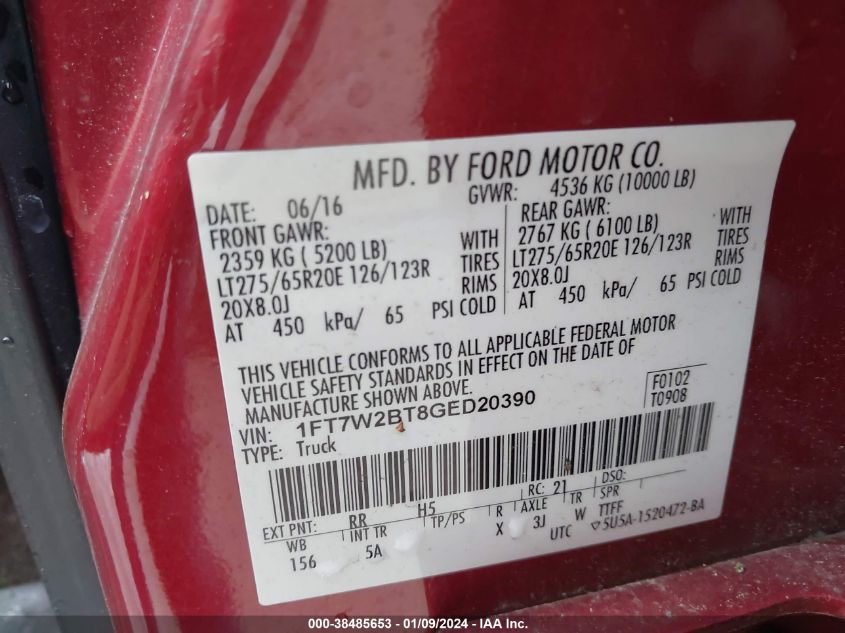 MFD. BY FORD MOTOR CO.
DATE: 06/16 GVWR: 4536 KG (10000 LB)
FRONT GAWR: REAR GAWR:
2359 KG ( 5200 LB) WITH 2767 KG ( 6100 LB) WITH
LT275/65R20E 126/123R TIRES LT275/65R20E 126/123R TIRES
20X8.0J RIMS 20X8.0J RIMS
AT 450 kPa/ 65 PSI COLD AT 450 kPa/ 65 PSI COLD
THIS VEHICLE CONFORMS TO ALL APPLICABLE FEDERAL MOTOR
VEHICLE SAFETY STANDARDS IN EFFECT ON THE DATE OF
MANUFACTURE SHOWN ABOVE.
VIN: 1FT7W2BT8GED20390 F0102
TYPE: Truck T0908
EXT PNT: RR H5 RC: 21 DSO:
WB INT TR TP/PS R AXLE TR SPR
156 5A X 3J W TTFF
UTC ▽5U5A-1520472-BA
000-38485653 - 01/09/2024 - IAAI.COM